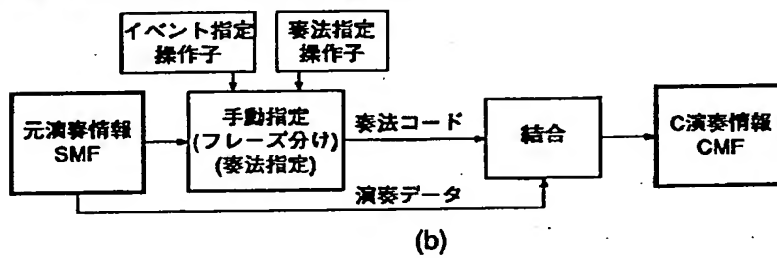 イベント指定
操作子
奏法指定
操作子
元演奏情報
SMF
手動指定
(フレーズ分け)
(奏法指定)
奏法コード
結合
C演奏情報
CMF
演奏データ
(b)